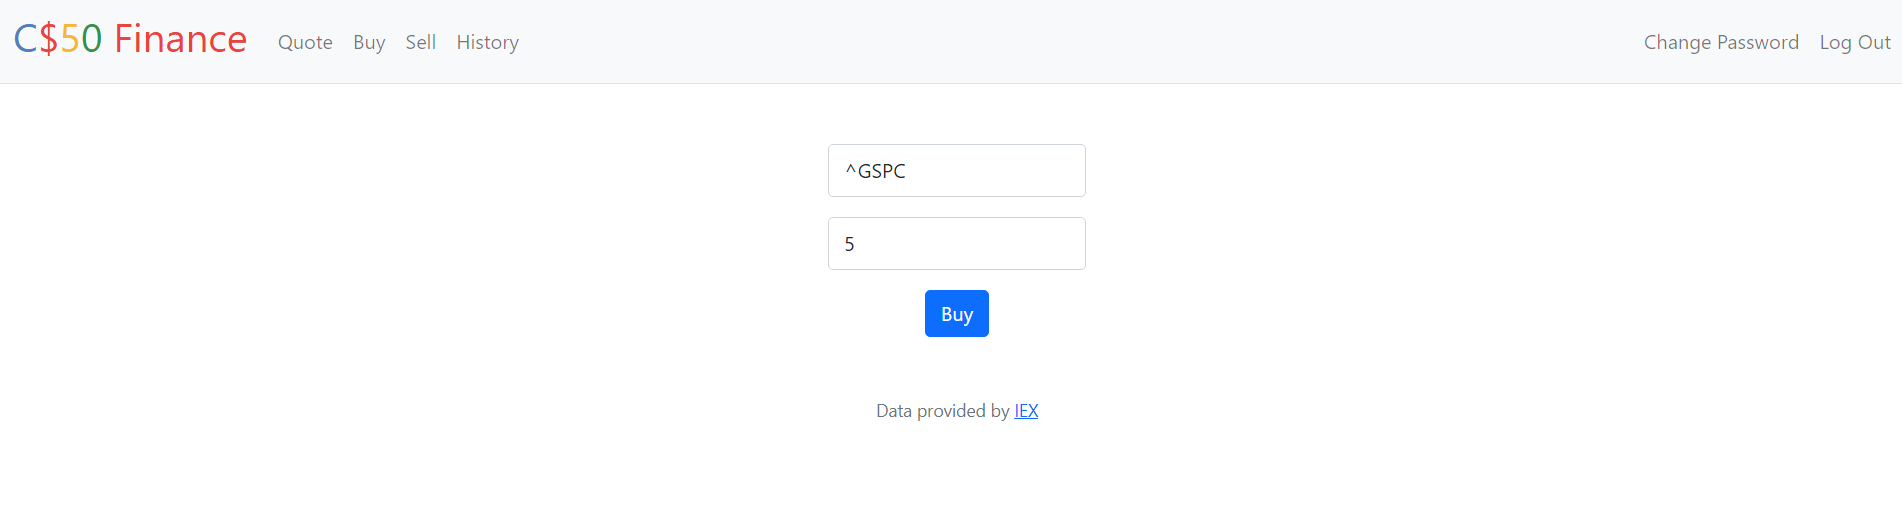 C$50 Finance Quote Buy Sell History Change Password Log Out
^GSPC
5
Buy
Data provided by IEX